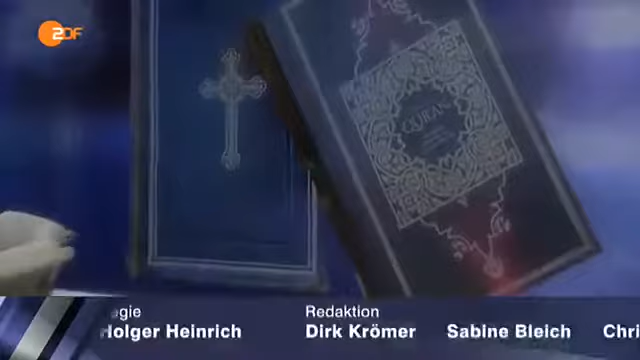 ZDF
QURAN
egie Redaktion
Holger Heinrich Dirk Krömer Sabine Bleich Chri